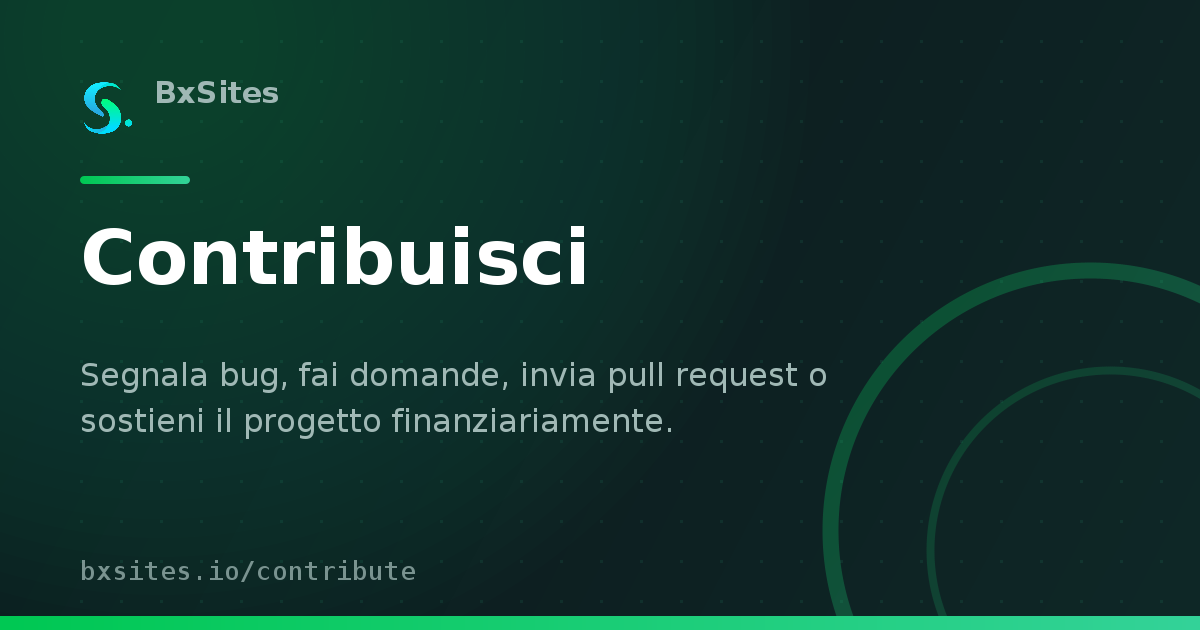 BxSites
Contribuisci
Segnala bug, fai domande, invia pull request o
sostieni il progetto finanziariamente.
bxsites.io/contribute